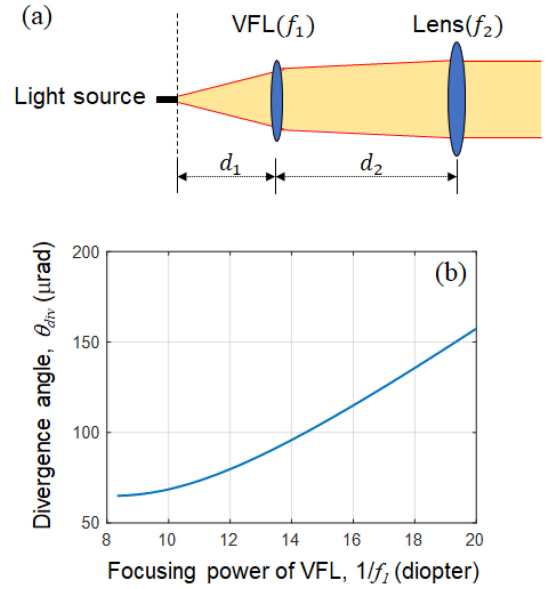 (a)
VFL(f₁)
Lens(f₂)
Light source
d₁
d₂
(b)
200
150
100
50
Divergence angle, θdiv (μrad)
8
10
12
14
16
18
20
Focusing power of VFL, 1/f₁ (diopter)